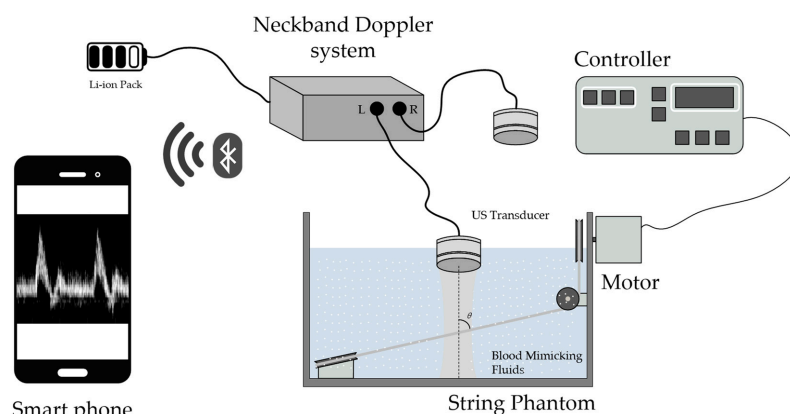 Neckband Doppler
system
Controller
Li-ion Pack
L
R
US Transducer
Motor
θ
Blood Mimicking
Fluids
String Phantom
Smart phone